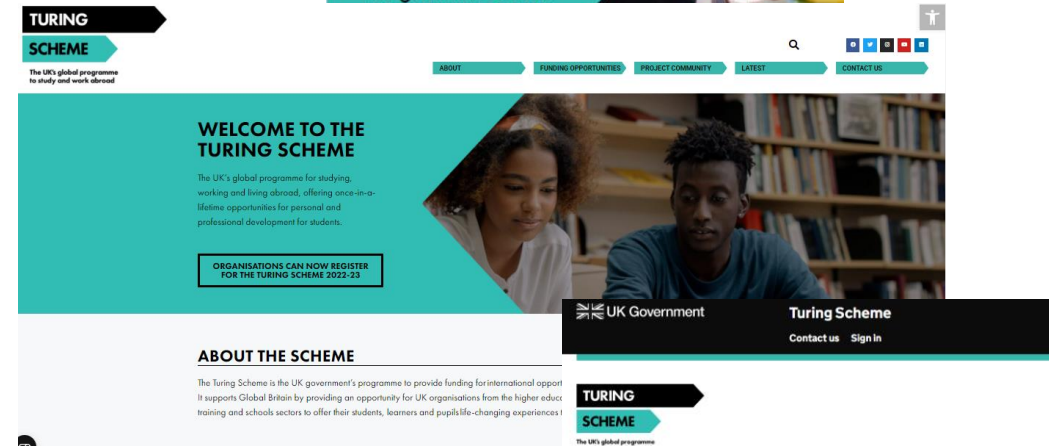 TURING
SCHEME
The UK's global programme
to study and work abroad
ABOUT
FUNDING OPPORTUNITIES
PROJECT COMMUNITY
LATEST
CONTACT US
WELCOME TO THE
TURING SCHEME
The UK's global programme for studying,
working and living abroad, offering once-in-a-
lifetime opportunities for personal and
professional development for students.
ORGANISATIONS CAN NOW REGISTER
FOR THE TURING SCHEME 2022-23
ABOUT THE SCHEME
The Turing Scheme is the UK government's programme to provide funding for international opport
It supports Global Britain by providing an opportunity for UK organisations from the higher educ
training and schools sectors to offer their students, learners and pupils life-changing experiences
UK Government
Turing Scheme
Contact us Sign in
TURING
SCHEME
The UK's global programme